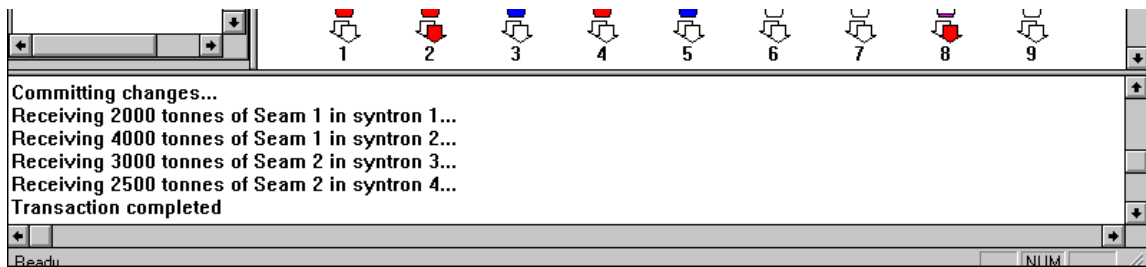 1 2 3 4 5 6 7 8 9
Committing changes...
Receiving 2000 tonnes of Seam 1 in syntron 1...
Receiving 4000 tonnes of Seam 1 in syntron 2...
Receiving 3000 tonnes of Seam 2 in syntron 3...
Receiving 2500 tonnes of Seam 2 in syntron 4...
Transaction completed
Ready NUM